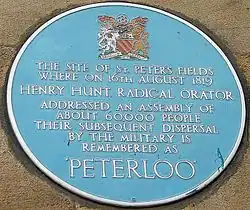 THE SITE OF ST PETERS FIELDS
WHERE ON 16TH AUGUST 1819
HENRY HUNT RADICAL ORATOR
ADDRESSED AN ASSEMBLY OF
ABOUT 60000 PEOPLE
THEIR SUBSEQUENT DISPERSAL
BY THE MILITARY IS
REMEMBERED AS
"PETERLOO"